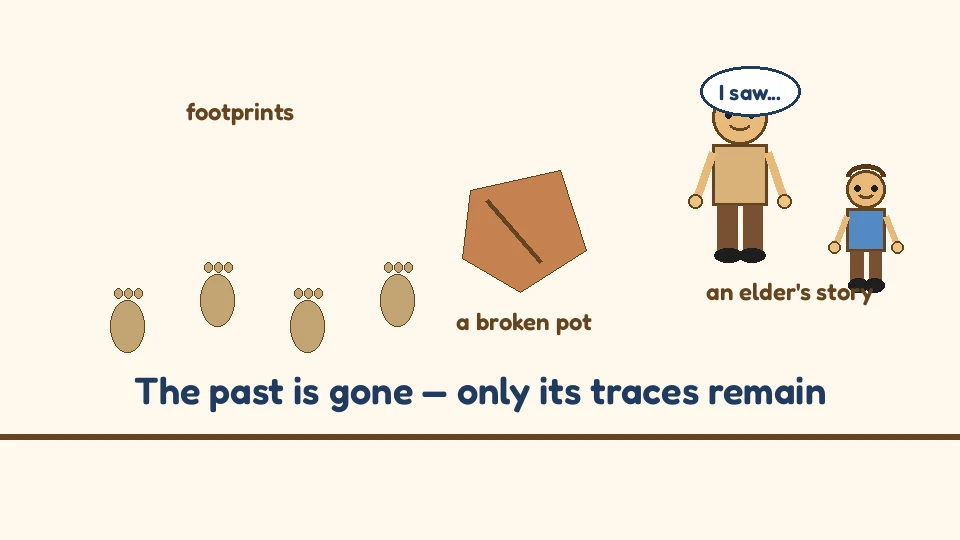 footprints
I saw...
an elder's story
a broken pot
The past is gone — only its traces remain